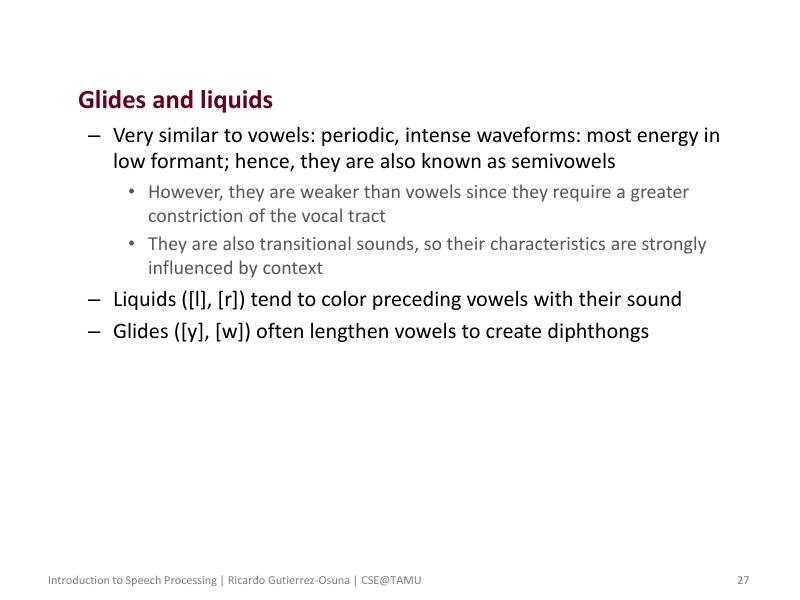 Glides and liquids
– Very similar to vowels: periodic, intense waveforms: most energy in
low formant; hence, they are also known as semivowels
• However, they are weaker than vowels since they require a greater
constriction of the vocal tract
• They are also transitional sounds, so their characteristics are strongly
influenced by context
– Liquids ([l], [r]) tend to color preceding vowels with their sound
– Glides ([y], [w]) often lengthen vowels to create diphthongs
Introduction to Speech Processing | Ricardo Gutierrez-Osuna | CSE@TAMU
27